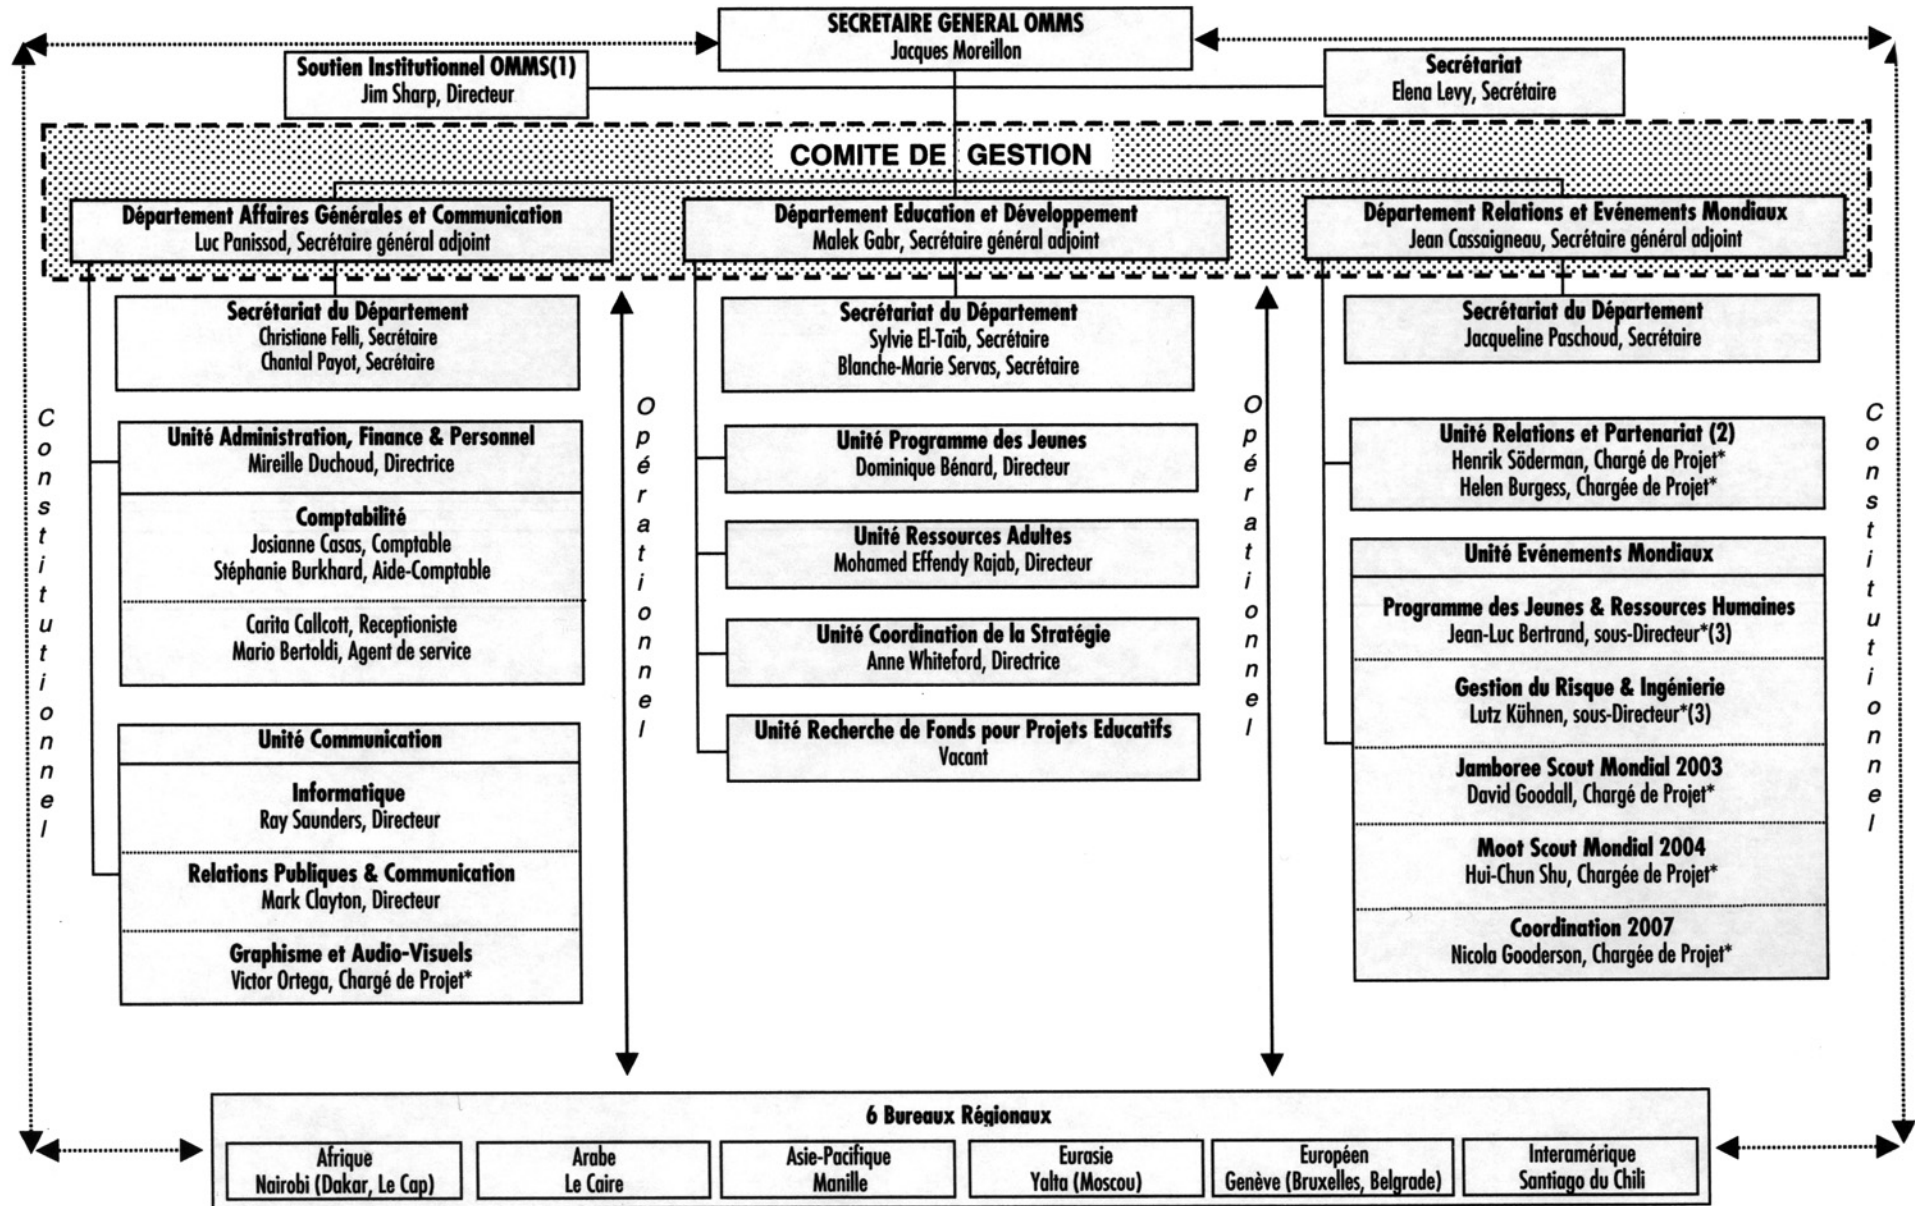 SECRETAIRE GENERAL OMMS
Jacques Moreillon
Soutien Institutionnel OMMS(1)
Jim Sharp, Directeur
Secrétariat
Elena Levy, Secrétaire
COMITE DE GESTION
Département Affaires Générales et Communication
Luc Panissod, Secrétaire général adjoint
Secrétariat du Département
Christiane Felli, Secrétaire
Chantal Payot, Secrétaire
Unité Administration, Finance & Personnel
Mireille Duchoud, Directrice
Comptabilité
Josianne Casas, Comptable
Stéphanie Burkhard, Aide-Comptable
Carita Callcott, Receptioniste
Mario Bertoldi, Agent de service
Unité Communication
Informatique
Ray Saunders, Directeur
Relations Publiques & Communication
Mark Clayton, Directeur
Graphisme et Audio-Visuels
Victor Ortega, Chargé de Projet*
Département Education et Développement
Malek Gabr, Secrétaire général adjoint
Secrétariat du Département
Sylvie El-Taïb, Secrétaire
Blanche-Marie Servas, Secrétaire
Unité Programme des Jeunes
Dominique Bénard, Directeur
Unité Ressources Adultes
Mohamed Effendy Rajab, Directeur
Unité Coordination de la Stratégie
Anne Whiteford, Directrice
Unité Recherche de Fonds pour Projets Educatifs
Vacant
Département Relations et Evénements Mondiaux
Jean Cassaigneau, Secrétaire général adjoint
Secrétariat du Département
Jacqueline Paschoud, Secrétaire
Unité Relations et Partenariat (2)
Henrik Söderman, Chargé de Projet*
Helen Burgess, Chargée de Projet*
Unité Evénements Mondiaux
Programme des Jeunes & Ressources Humaines
Jean-Luc Bertrand, sous-Directeur*(3)
Gestion du Risque & Ingénierie
Lutz Kühnen, sous-Directeur*(3)
Jamboree Scout Mondial 2003
David Goodall, Chargé de Projet*
Moot Scout Mondial 2004
Hui-Chun Shu, Chargée de Projet*
Coordination 2007
Nicola Gooderson, Chargée de Projet*
Constitutionnel
Opérationnel
Opérationnel
Constitutionnel
6 Bureaux Régionaux
Afrique
Nairobi (Dakar, Le Cap)
Arabe
Le Caire
Asie-Pacifique
Manille
Eurasie
Yalta (Moscou)
Européen
Genève (Bruxelles, Belgrade)
Interamérique
Santiago du Chili